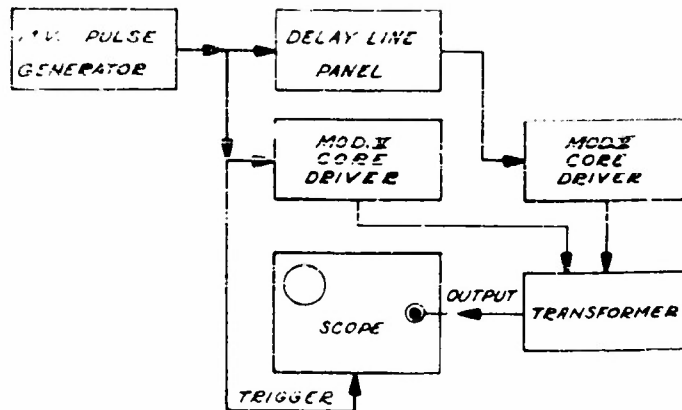 PULSE
GENERATOR
DELAY LINE
PANEL
MOD. V
CORE
DRIVER
MOD. V
CORE
DRIVER
OUTPUT
SCOPE
TRANSFORMER
TRIGGER